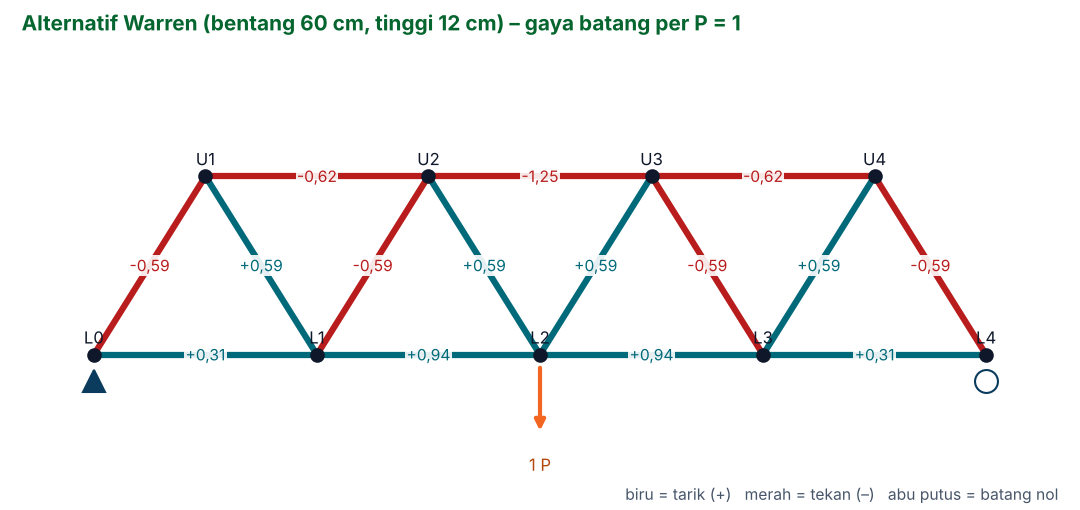 Alternatif Warren (bentang 60 cm, tinggi 12 cm) – gaya batang per P = 1
U1 U2 U3 U4
-0,62 -1,25 -0,62
-0,59 +0,59 -0,59 +0,59 +0,59 -0,59 +0,59 -0,59
L0 L1 L2 L3 L4
+0,31 +0,94 +0,94 +0,31
1 P
biru = tarik (+) merah = tekan (–) abu putus = batang nol